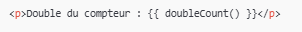 <p>Double du compteur : {{ doubleCount() }}</p>